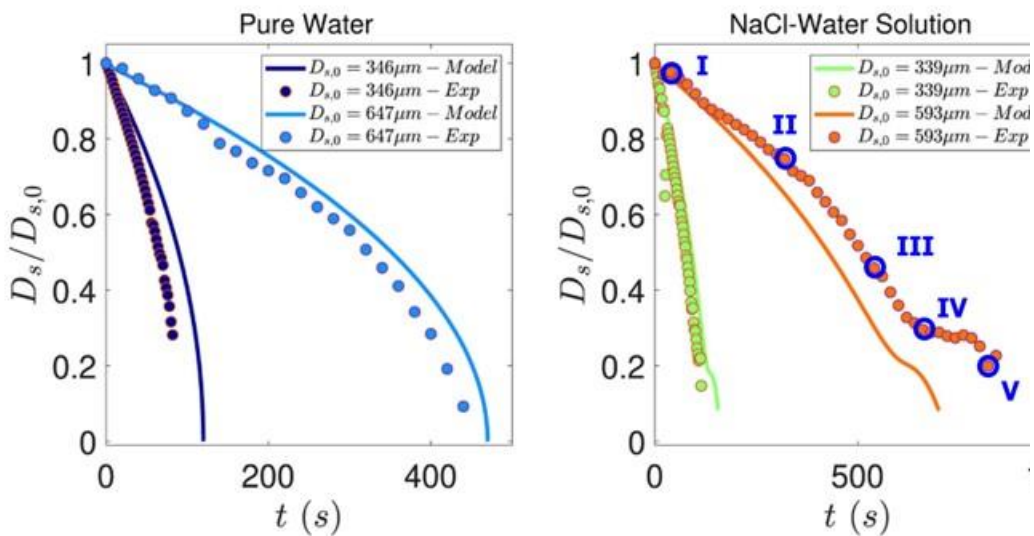 Pure Water
1
0.8
0.6
0.4
0.2
0
D_s/D_{s,0}
D_{s,0} = 346μm − Model
D_{s,0} = 346μm − Exp
D_{s,0} = 647μm − Model
D_{s,0} = 647μm − Exp
0 200 400
t (s)
NaCl-Water Solution
1
0.8
0.6
0.4
0.2
0
D_s/D_{s,0}
D_{s,0} = 339μm − Mod
D_{s,0} = 339μm − Exp
D_{s,0} = 593μm − Mod
D_{s,0} = 593μm − Exp
I
II
III
IV
V
0 500
t (s)